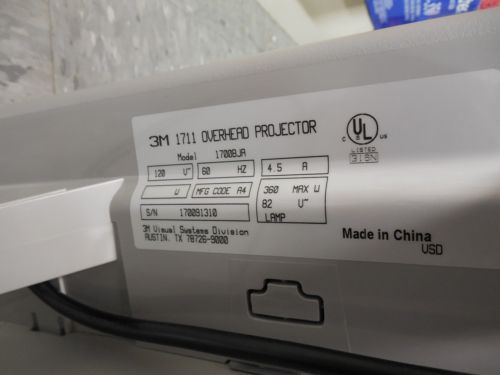 3M 1711 OVERHEAD PROJECTOR
Model 1700BJA
120 V~ 60 HZ 4.5 A
W MFG CODE A4 360 MAX W
82 V~
S/N 170091310 LAMP
3M Visual Systems Division
AUSTIN, TX 78726-9000
C UL US
LISTED
Made in China
USD